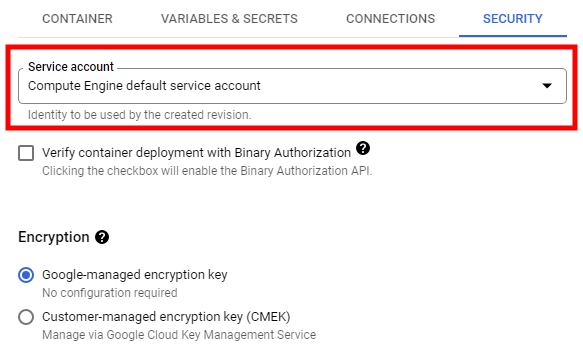 CONTAINER VARIABLES & SECRETS CONNECTIONS SECURITY
Service account
Compute Engine default service account
Identity to be used by the created revision.
Verify container deployment with Binary Authorization ?
Clicking the checkbox will enable the Binary Authorization API.
Encryption ?
Google-managed encryption key
No configuration required
Customer-managed encryption key (CMEK)
Manage via Google Cloud Key Management Service